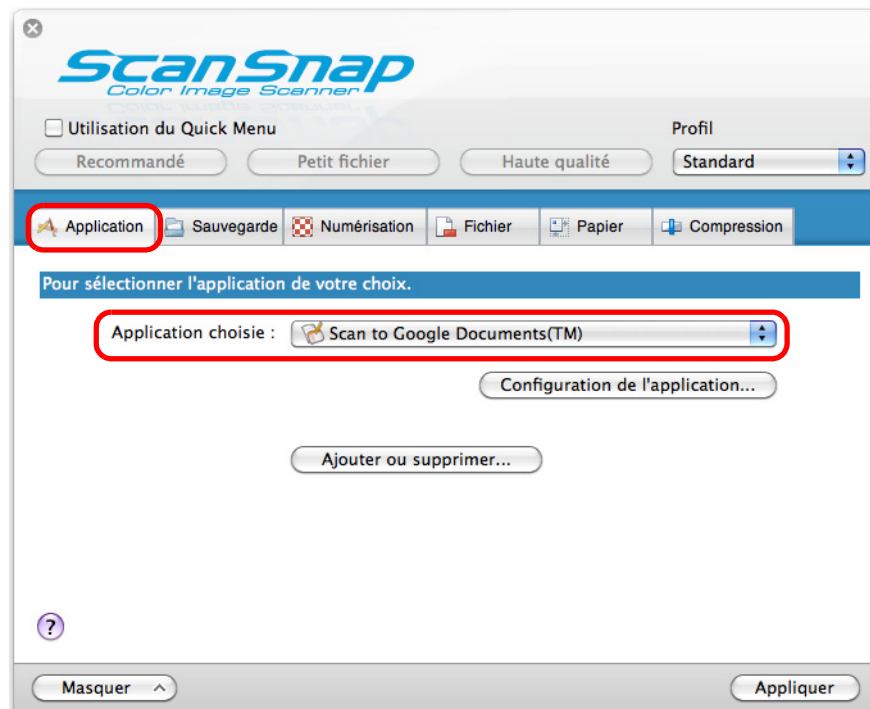 ScanSnap
Color Image Scanner
Utilisation du Quick Menu
Profil
Recommandé Petit fichier Haute qualité Standard
Application Sauvegarde Numérisation Fichier Papier Compression
Pour sélectionner l'application de votre choix.
Application choisie : Scan to Google Documents(TM)
Configuration de l'application...
Ajouter ou supprimer...
?
Masquer Appliquer